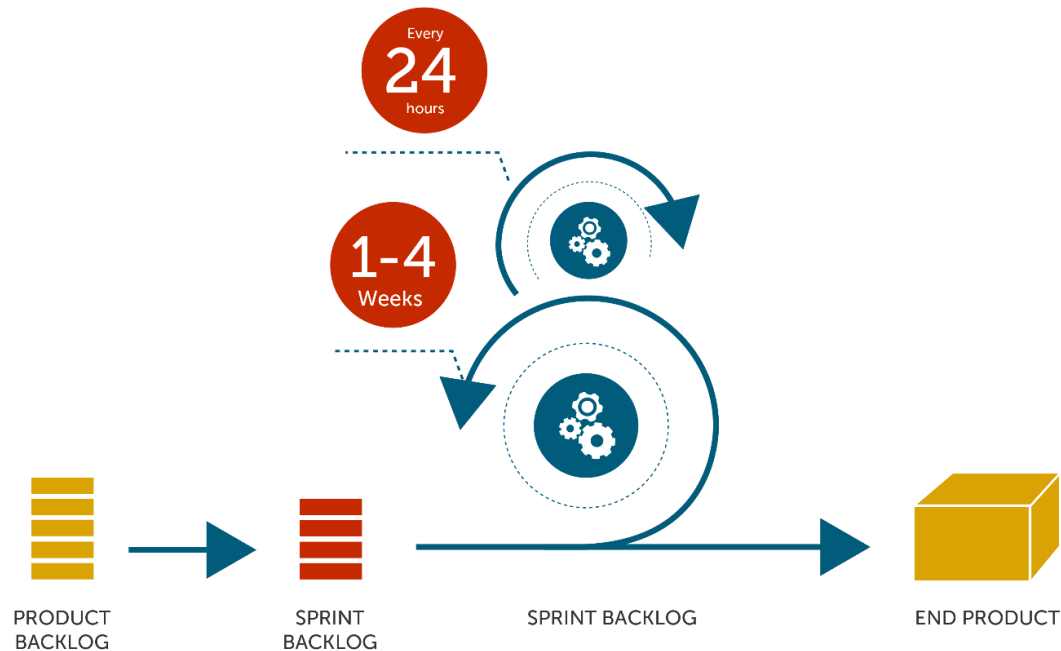 Every
24
hours
1-4
Weeks
PRODUCT
BACKLOG
SPRINT
BACKLOG
SPRINT BACKLOG
END PRODUCT